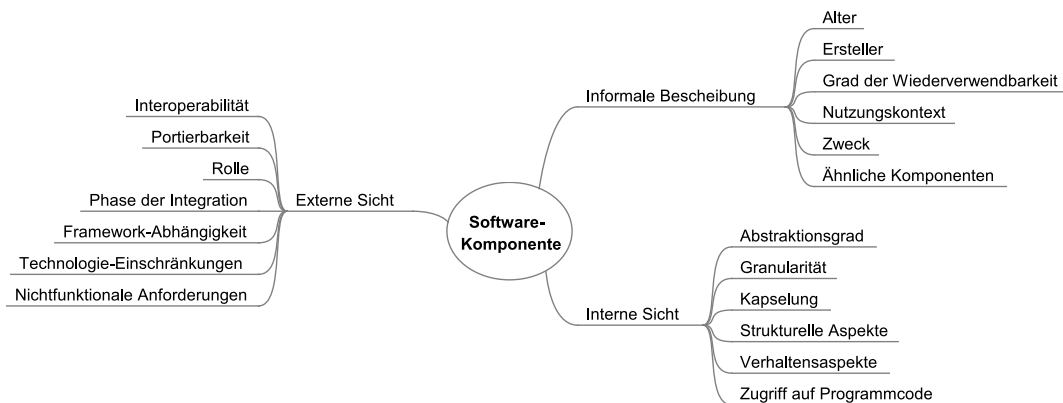 Software-
Komponente
Informale Bescheibung
Alter
Ersteller
Grad der Wiederverwendbarkeit
Nutzungskontext
Zweck
Ähnliche Komponenten
Interne Sicht
Abstraktionsgrad
Granularität
Kapselung
Strukturelle Aspekte
Verhaltensaspekte
Zugriff auf Programmcode
Externe Sicht
Interoperabilität
Portierbarkeit
Rolle
Phase der Integration
Framework-Abhängigkeit
Technologie-Einschränkungen
Nichtfunktionale Anforderungen